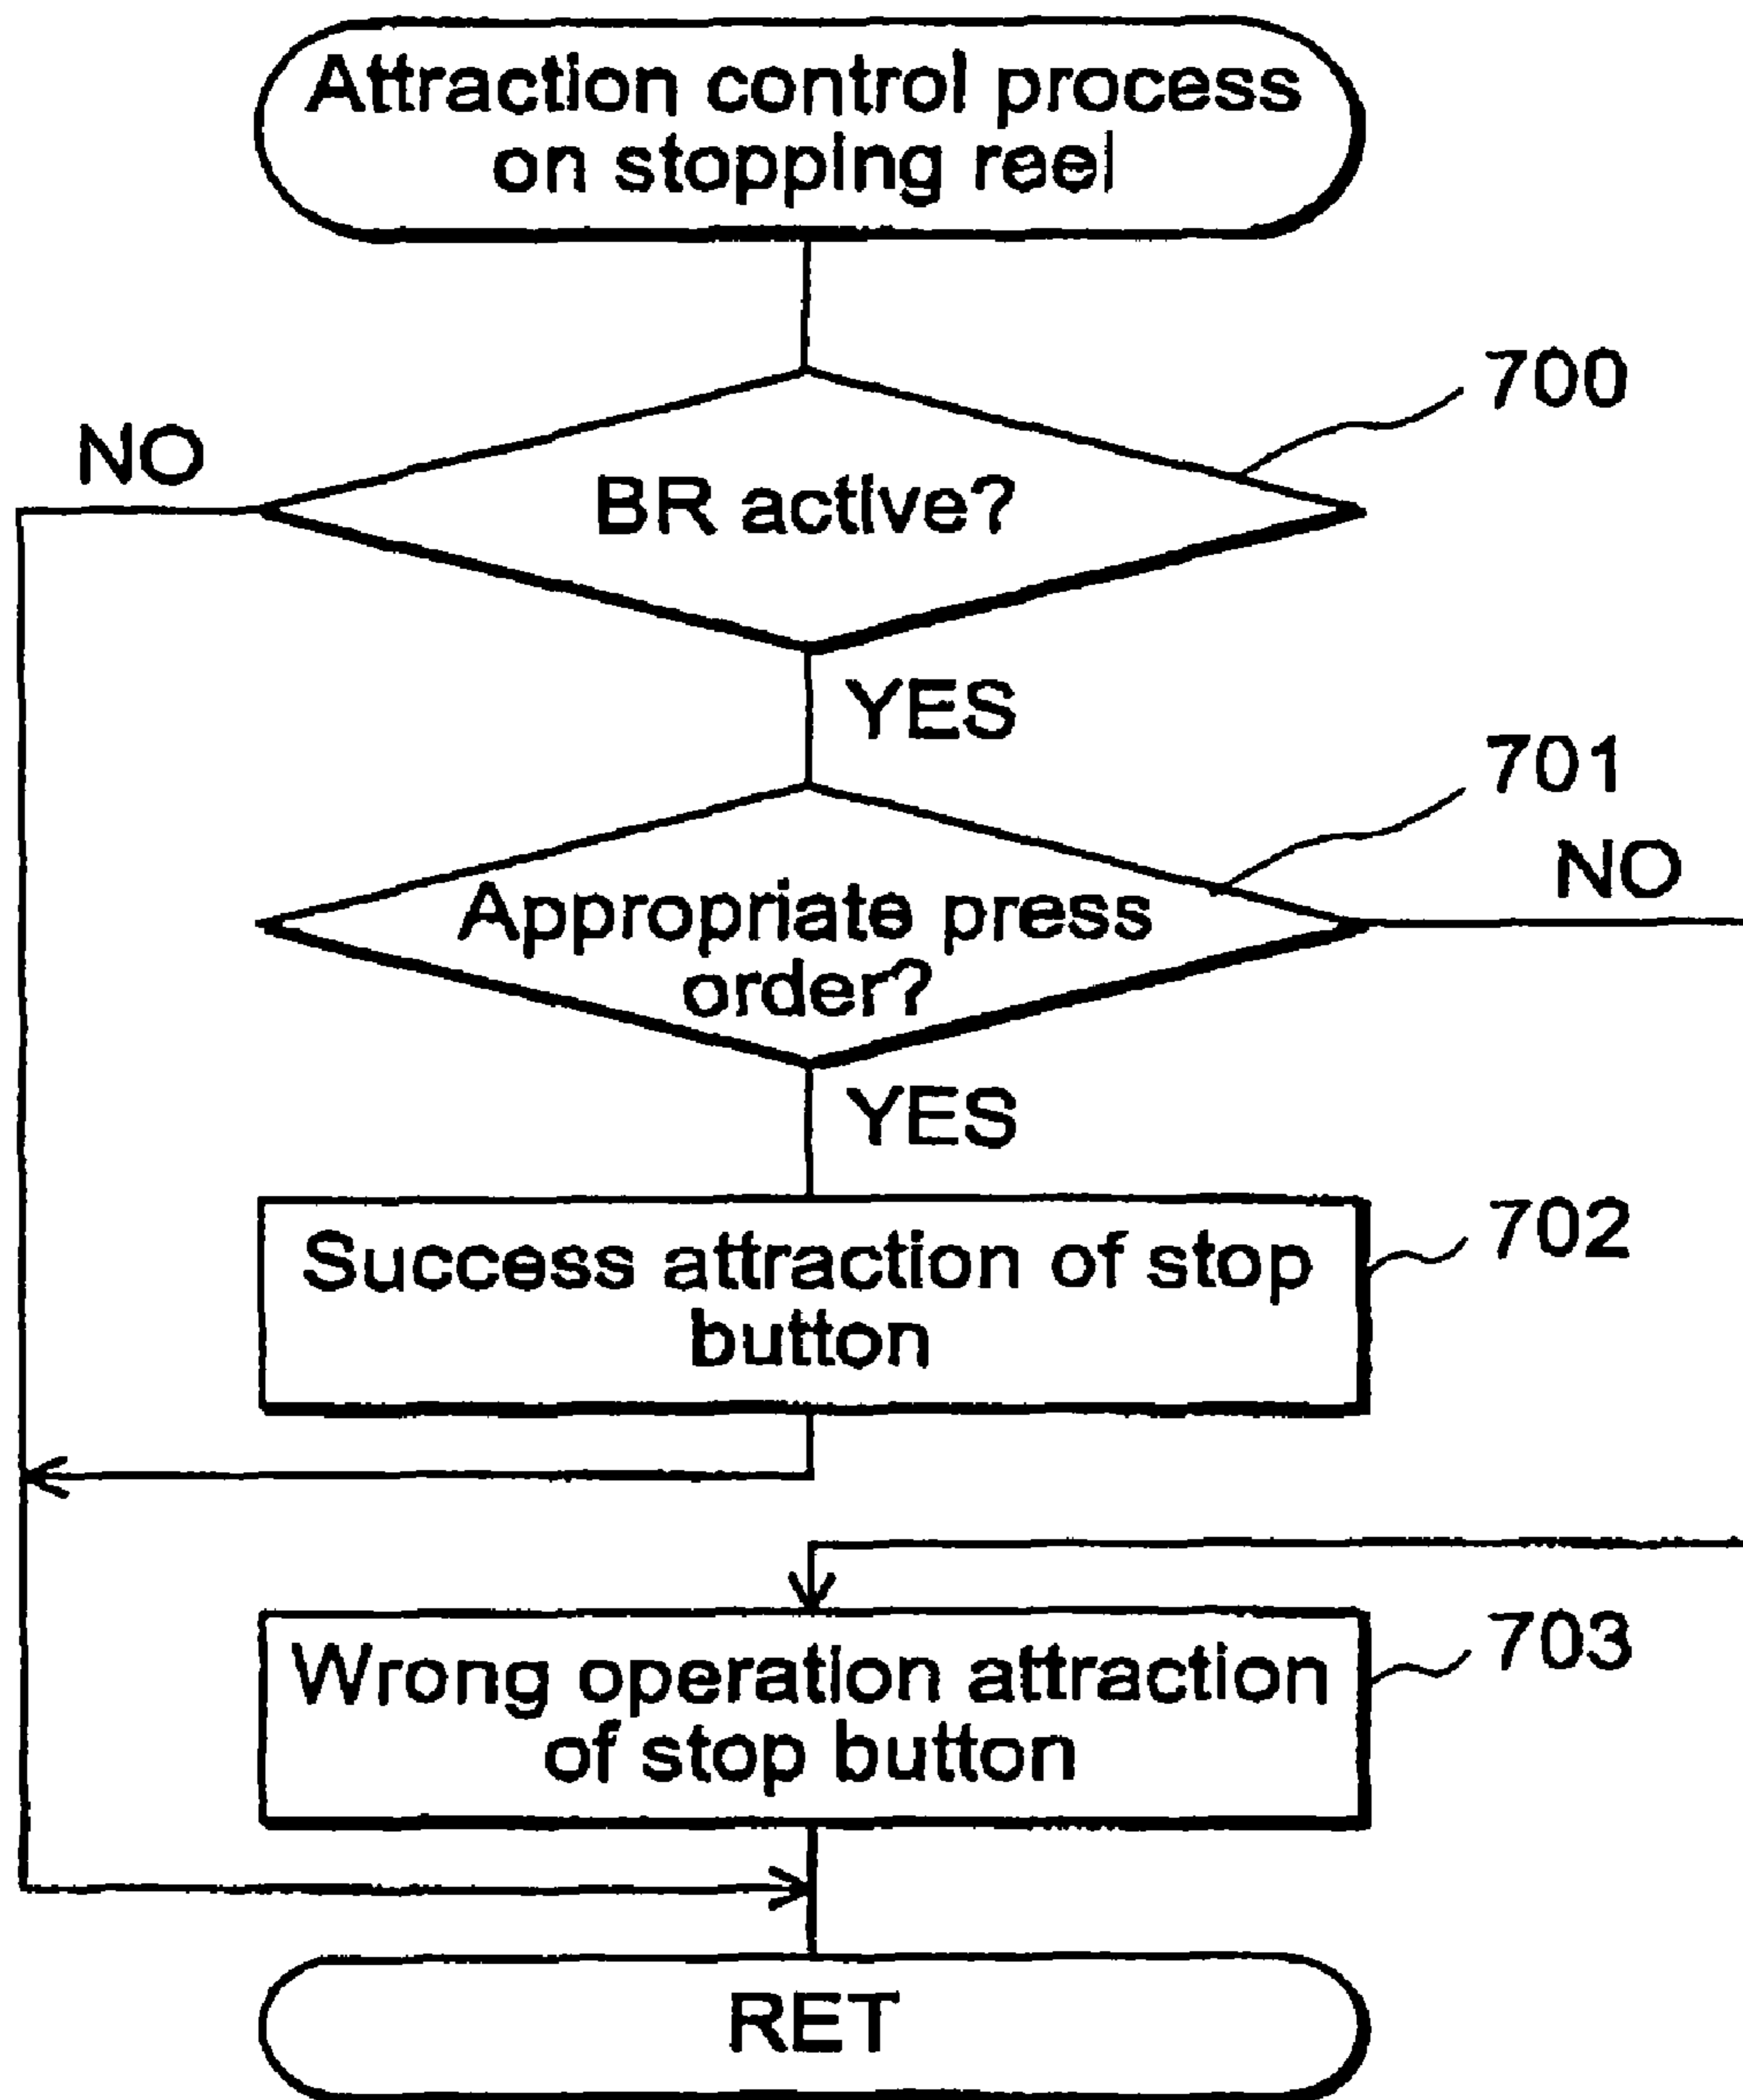 Attraction control process
on stopping reel
700
NO
BR active?
YES
701
NO
Appropriate press
order?
YES
702
Success attraction of stop
button
703
Wrong operation attraction
of stop button
RET